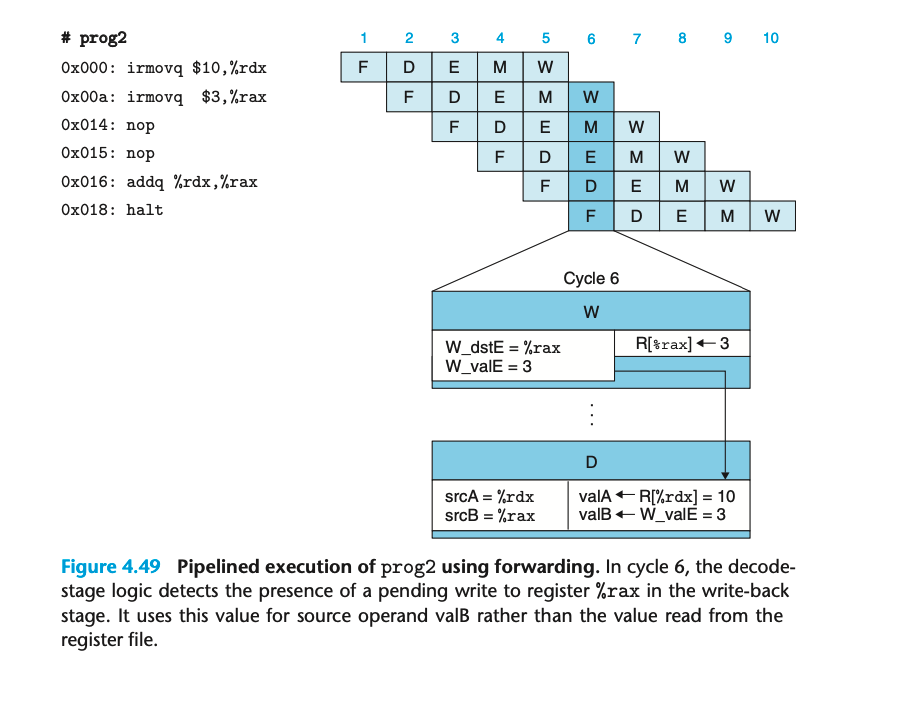 # prog2
1 2 3 4 5 6 7 8 9 10
0x000: irmovq $10,%rdx F D E M W
0x00a: irmovq  $3,%rax F D E M W
0x014: nop F D E M W
0x015: nop F D E M W
0x016: addq %rdx,%rax F D E M W
0x018: halt F D E M W
Cycle 6
W
W_dstE = %rax
W_valE = 3
R[%rax] ← 3
⋮
D
srcA = %rdx
srcB = %rax
valA ← R[%rdx] = 10
valB ← W_valE = 3
Figure 4.49 Pipelined execution of prog2 using forwarding. In cycle 6, the decode-
stage logic detects the presence of a pending write to register %rax in the write-back
stage. It uses this value for source operand valB rather than the value read from the
register file.